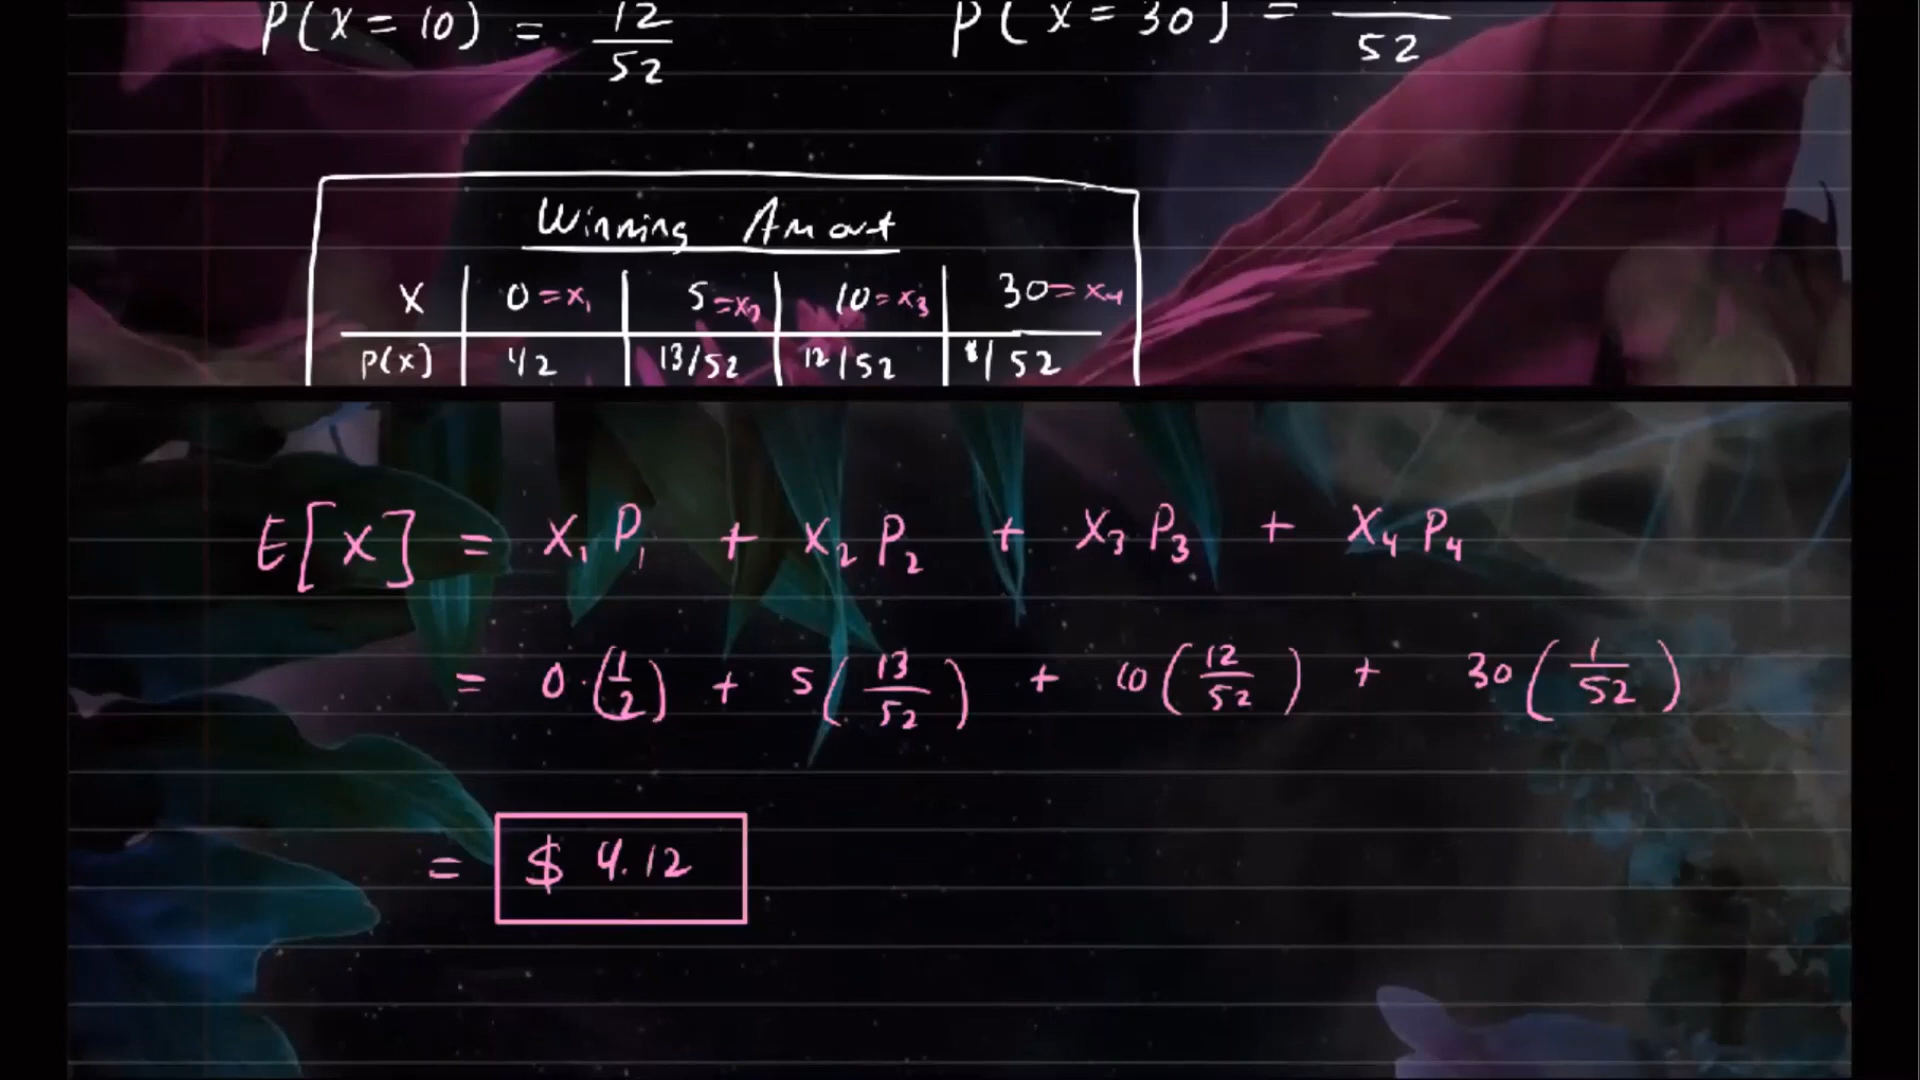 P(x = 10) = 12/52 P(x = 30) = /52
Winning Amout
X | 0 = x₁ | 5 = x₂ | 10 = x₃ | 30 = x₄
P(x) | 1/2 | 13/52 | 12/52 | 1/52
E[X] = X₁ P₁ + X₂ P₂ + X₃ P₃ + X₄ P₄
= 0·(1/2) + 5(13/52) + 10(12/52) + 30(1/52)
= $ 4.12